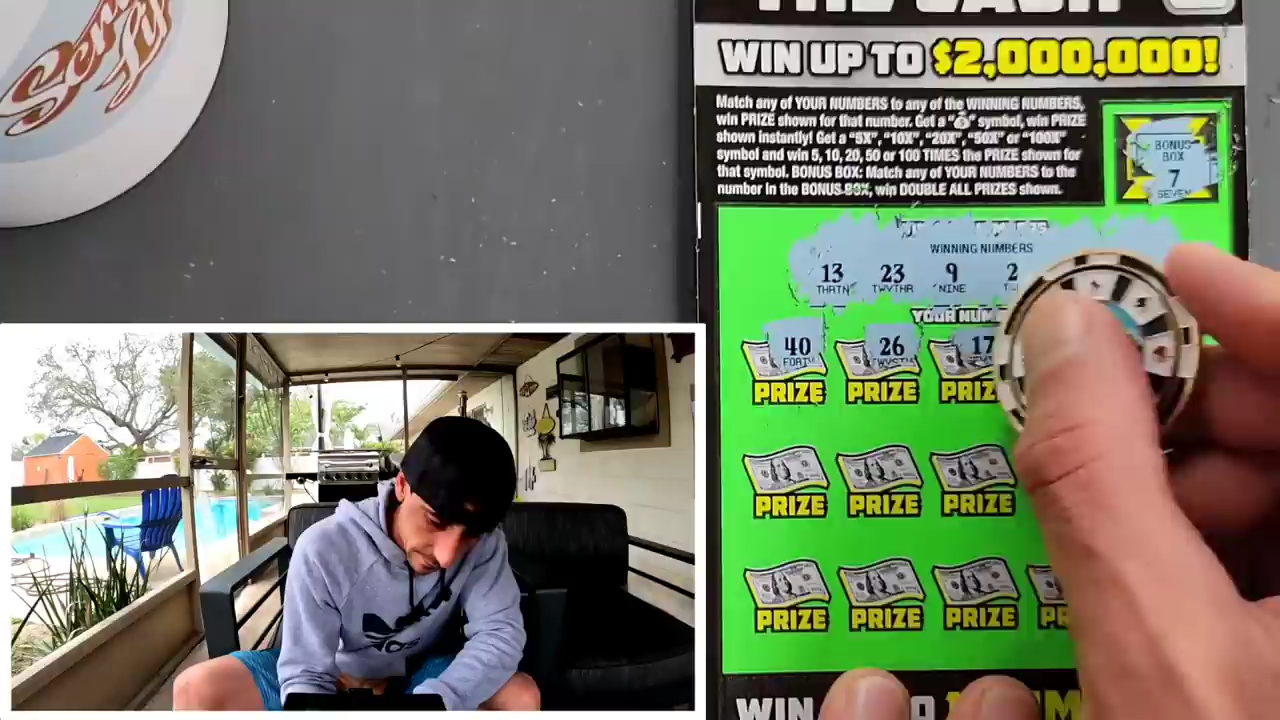 WIN UP TO $2,000,000!
Match any of YOUR NUMBERS to any of the WINNING NUMBERS,
win PRIZE shown for that number. Get a " " symbol, win PRIZE
shown instantly! Get a "5X", "10X", "20X", "50X" or "100X"
symbol and win 5, 10, 20, 50 or 100 TIMES the PRIZE shown for
that symbol. BONUS BOX: Match any of YOUR NUMBERS to the
number in the BONUS BOX, win DOUBLE ALL PRIZES shown.
BONUS
BOX
7
SEVEN
WINNING NUMBERS
13 23 9 2
THRTN TWYTHR NINE
YOUR NUM
40 26 17
FORTY TWYSIX
PRIZE PRIZE PRIZ
PRIZE PRIZE PRIZE
PRIZE PRIZE PRIZE PR
WIN